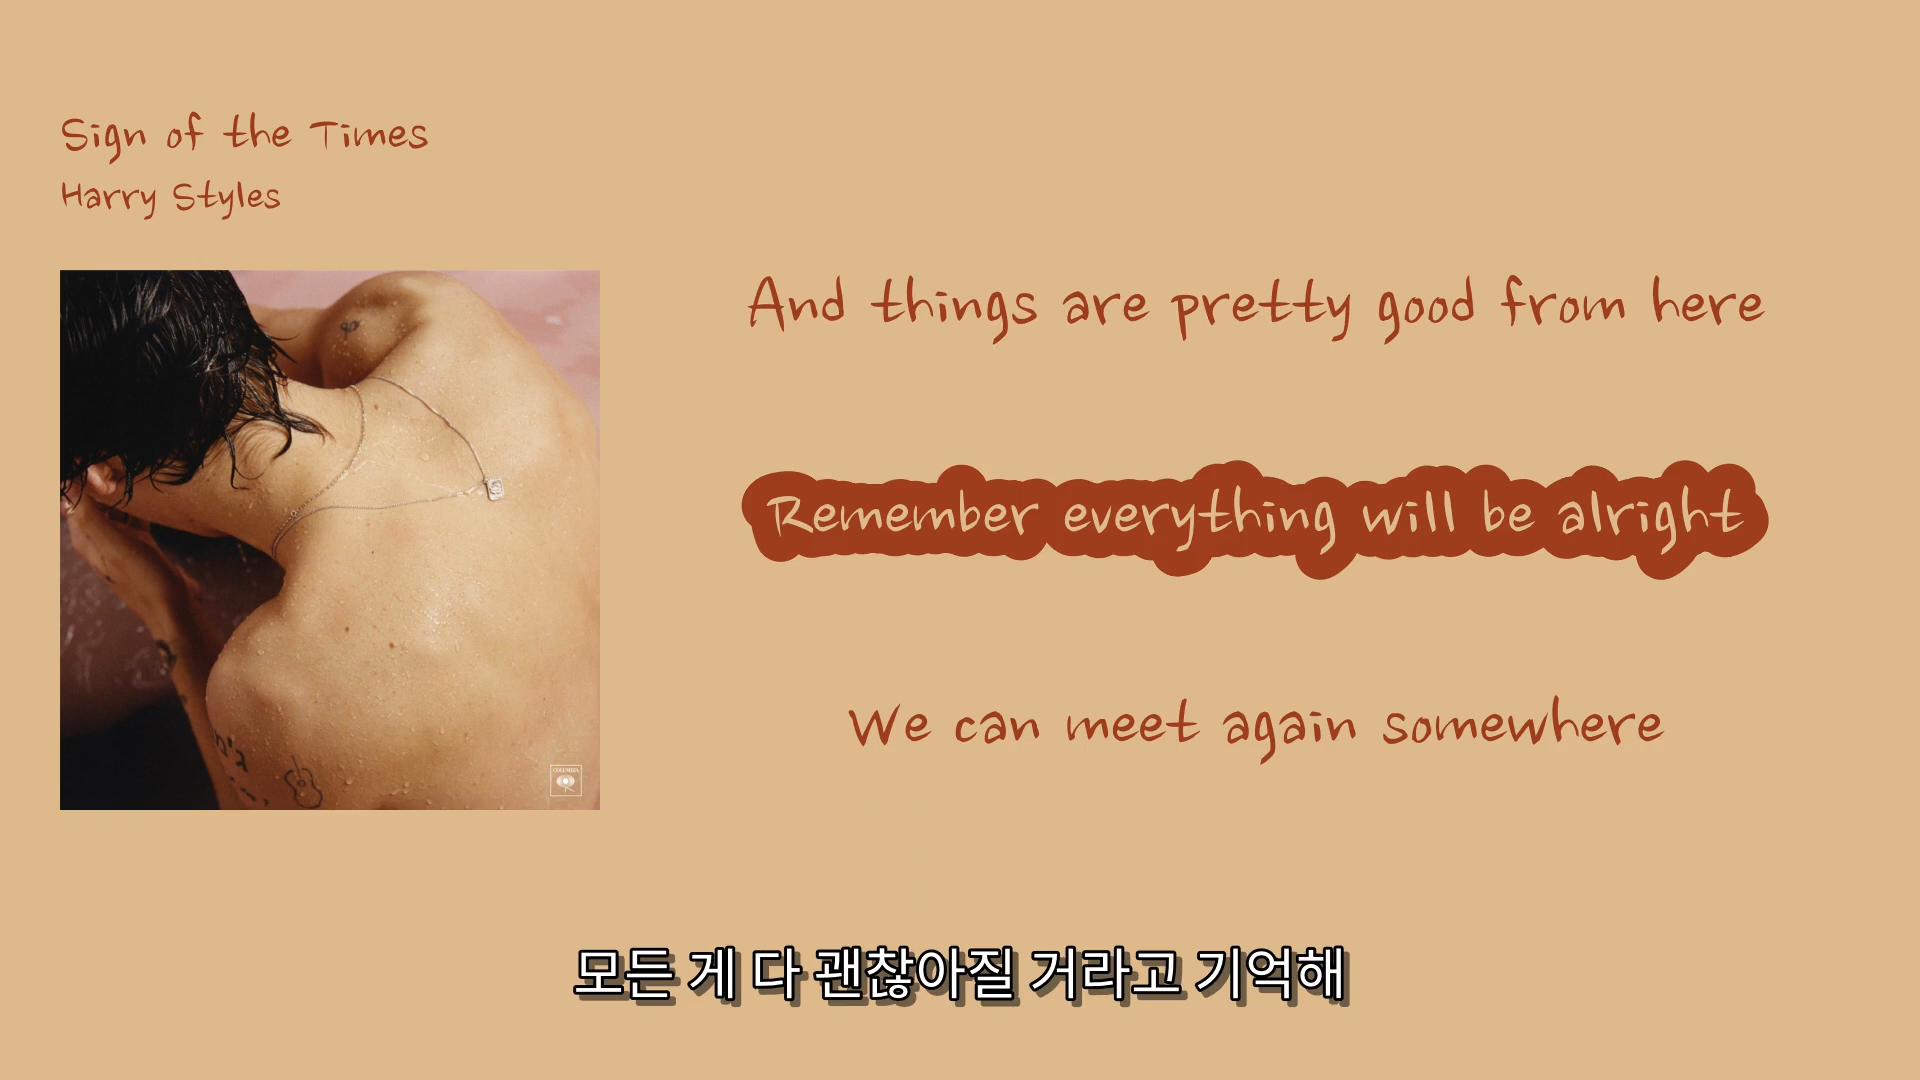 Sign of the Times
Harry Styles
And things are pretty good from here
Remember everything will be alright
We can meet again somewhere
COLUMBIA
모든 게 다 괜찮아질 거라고 기억해